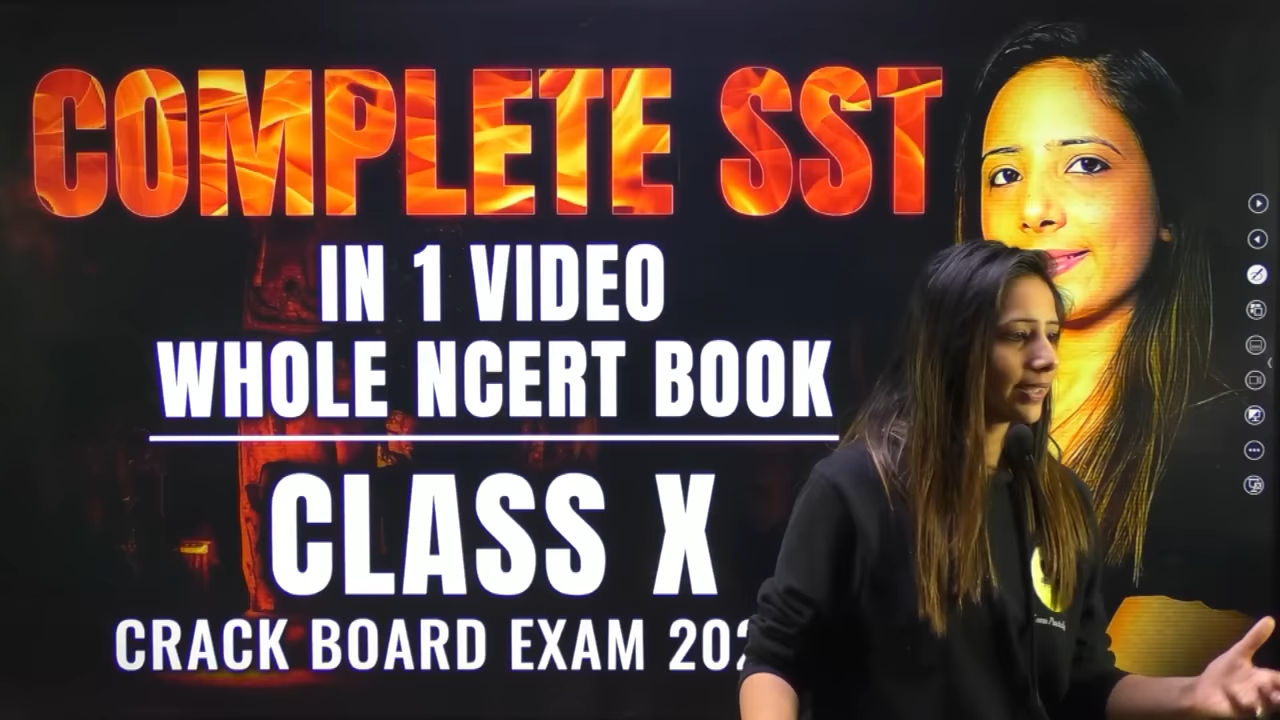 COMPLETE SST
IN 1 VIDEO
WHOLE NCERT BOOK
CLASS X
CRACK BOARD EXAM 202